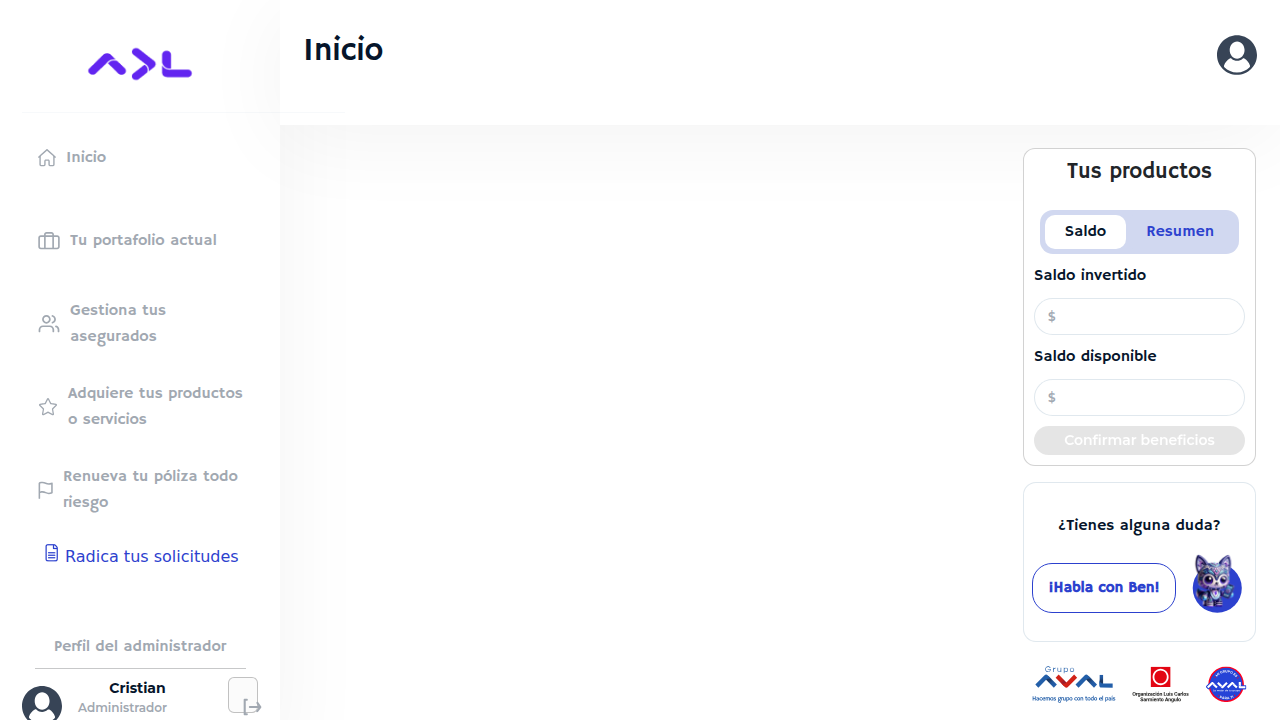 Inicio
Inicio
Tu portafolio actual
Gestiona tus
asegurados
Adquiere tus productos
o servicios
Renueva tu póliza todo
riesgo
Radica tus solicitudes
Perfil del administrador
Cristian
Administrador
Tus productos
Saldo Resumen
Saldo invertido
$
Saldo disponible
$
Confirmar beneficios
¿Tienes alguna duda?
¡Habla con Ben!
Grupo
AVAL
Hacemos grupo con todo el país
Organización Luis Carlos
Sarmiento Angulo
AVAL